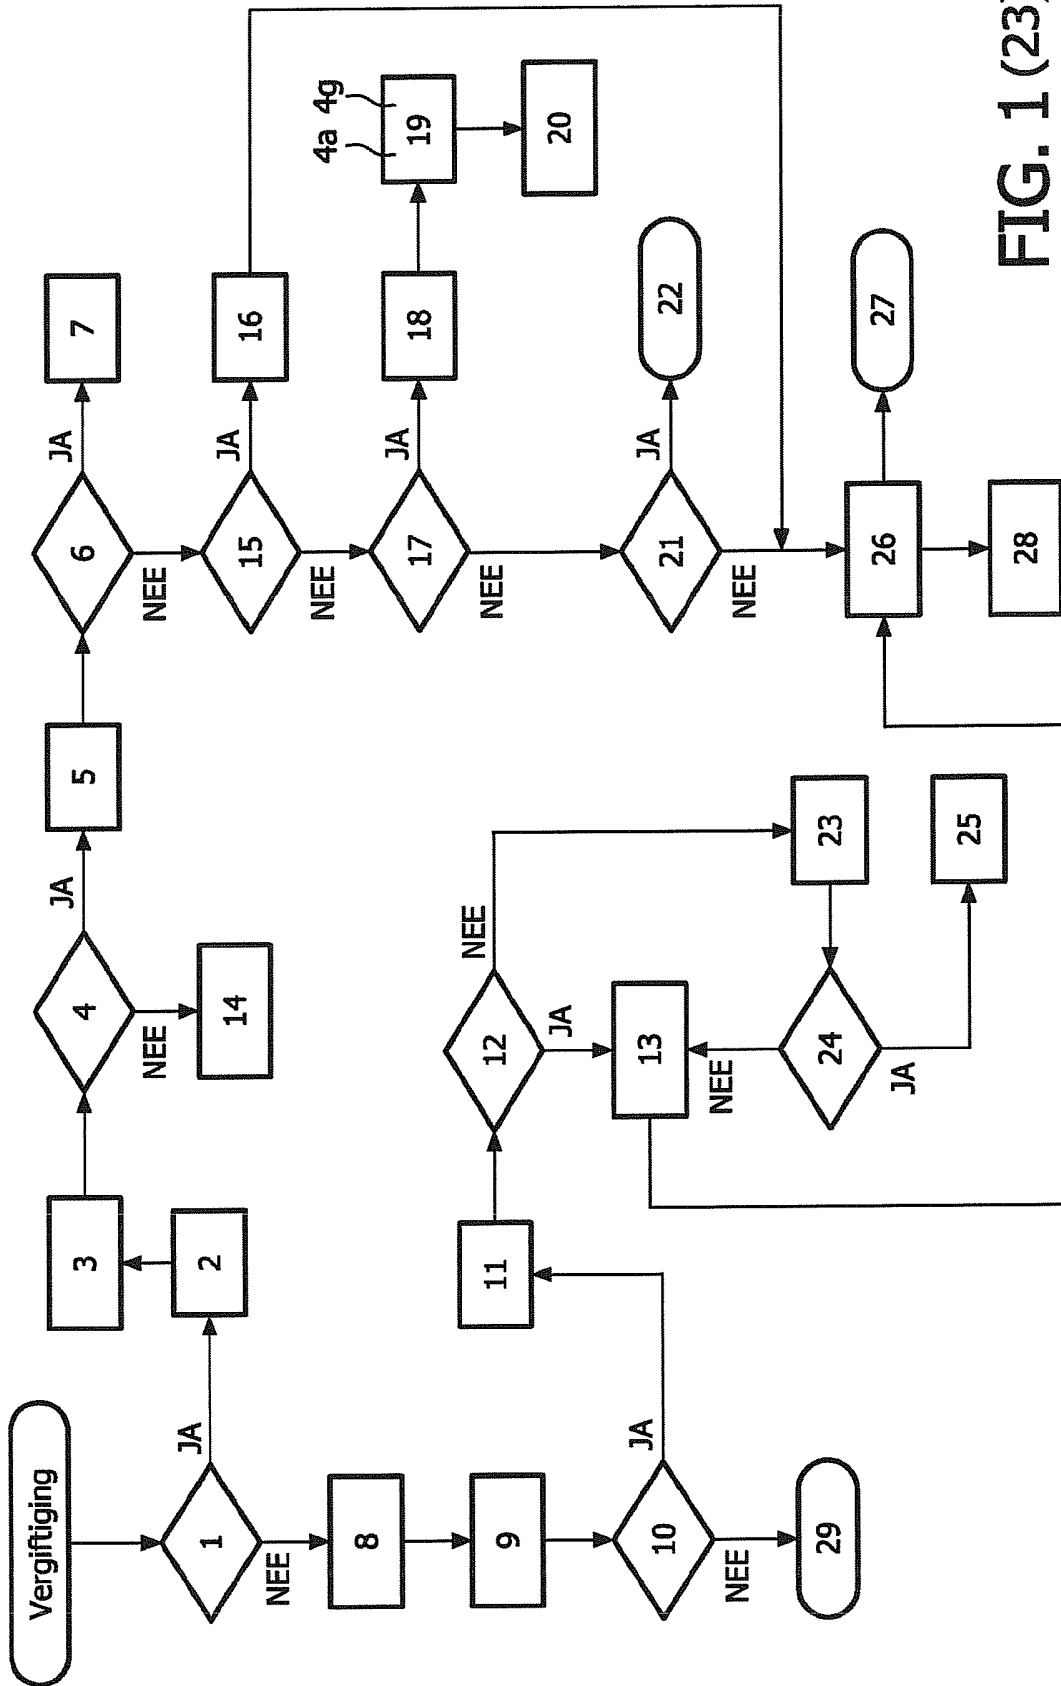 Vergiftiging
3
4
JA
5
6
JA
7
NEE
NEE
1
JA
2
14
15
JA
16
NEE
NEE
4a
4g
8
17
JA
18
19
NEE
NEE
9
11
12
20
JA
10
JA
13
21
JA
22
NEE
NEE
NEE
29
24
23
26
27
JA
25
28
FIG. 1 (23)